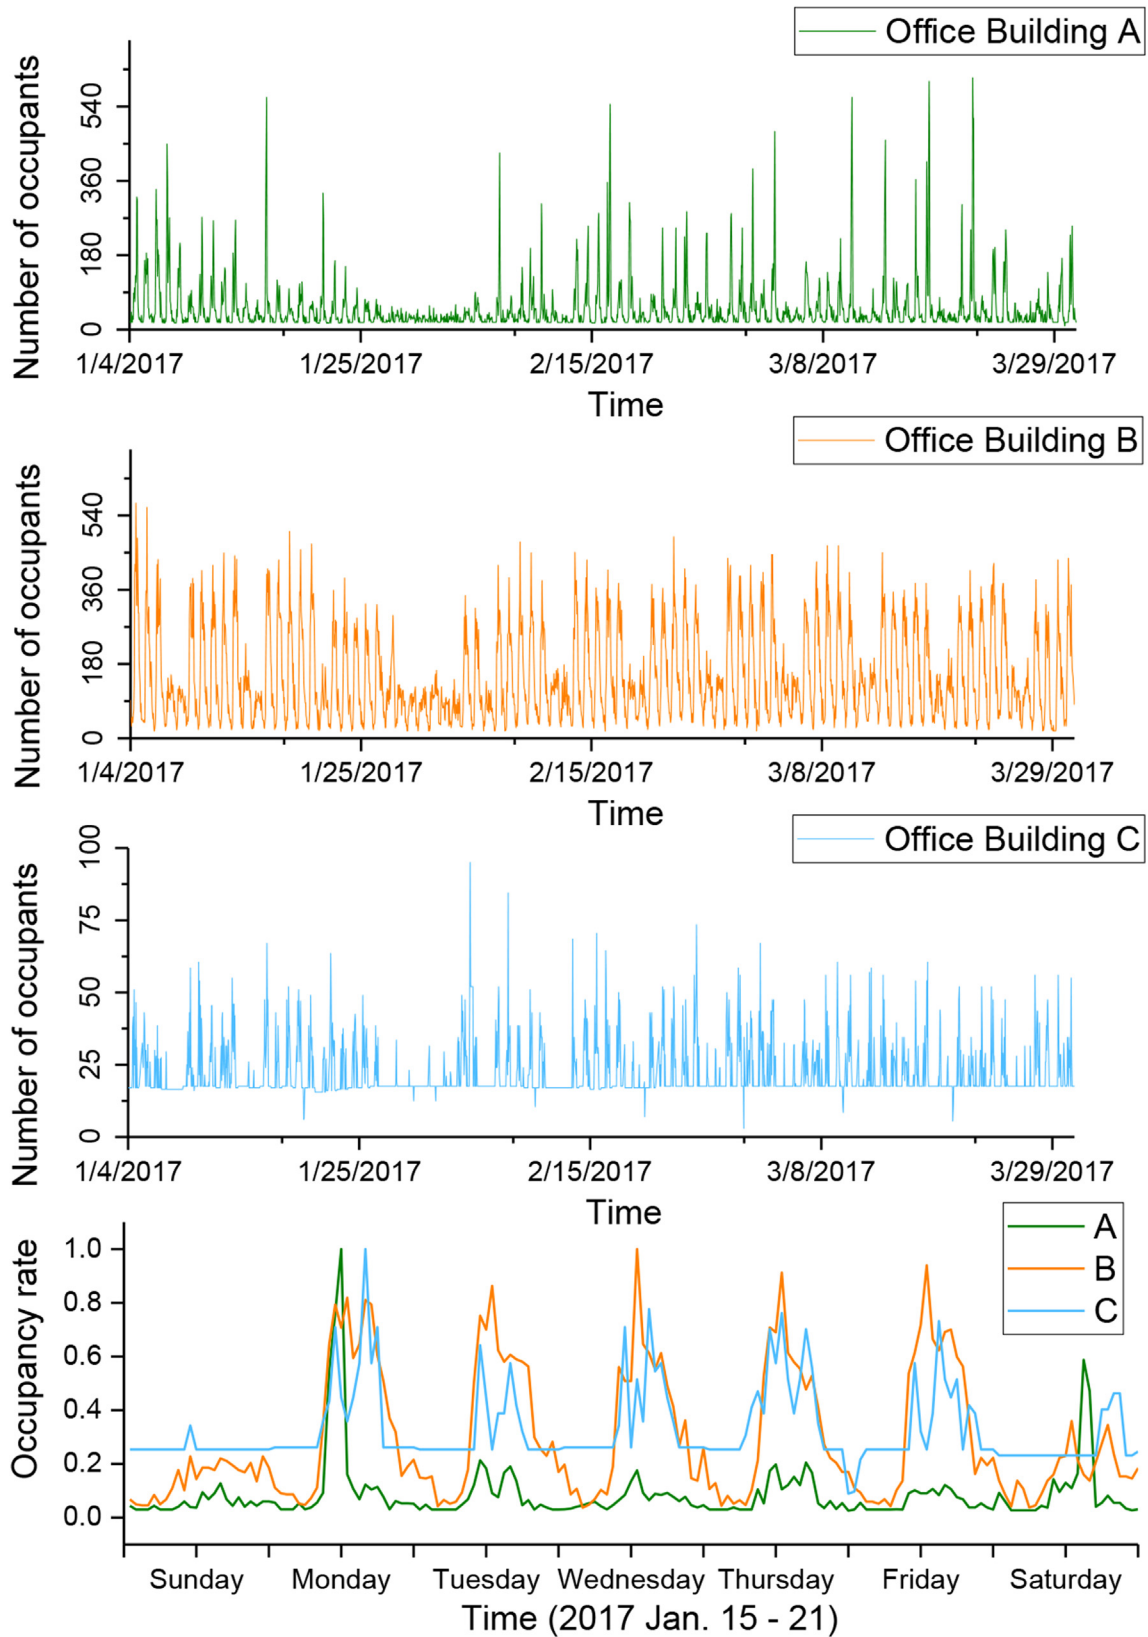 Office Building A
Number of occupants
540
360
180
0
1/4/2017 1/25/2017 2/15/2017 3/8/2017 3/29/2017
Time
Office Building B
Number of occupants
540
360
180
0
1/4/2017 1/25/2017 2/15/2017 3/8/2017 3/29/2017
Time
Office Building C
Number of occupants
100
75
50
25
0
1/4/2017 1/25/2017 2/15/2017 3/8/2017 3/29/2017
Time
A
B
C
Occupancy rate
1.0
0.8
0.6
0.4
0.2
0.0
Sunday Monday Tuesday Wednesday Thursday Friday Saturday
Time (2017 Jan. 15 - 21)